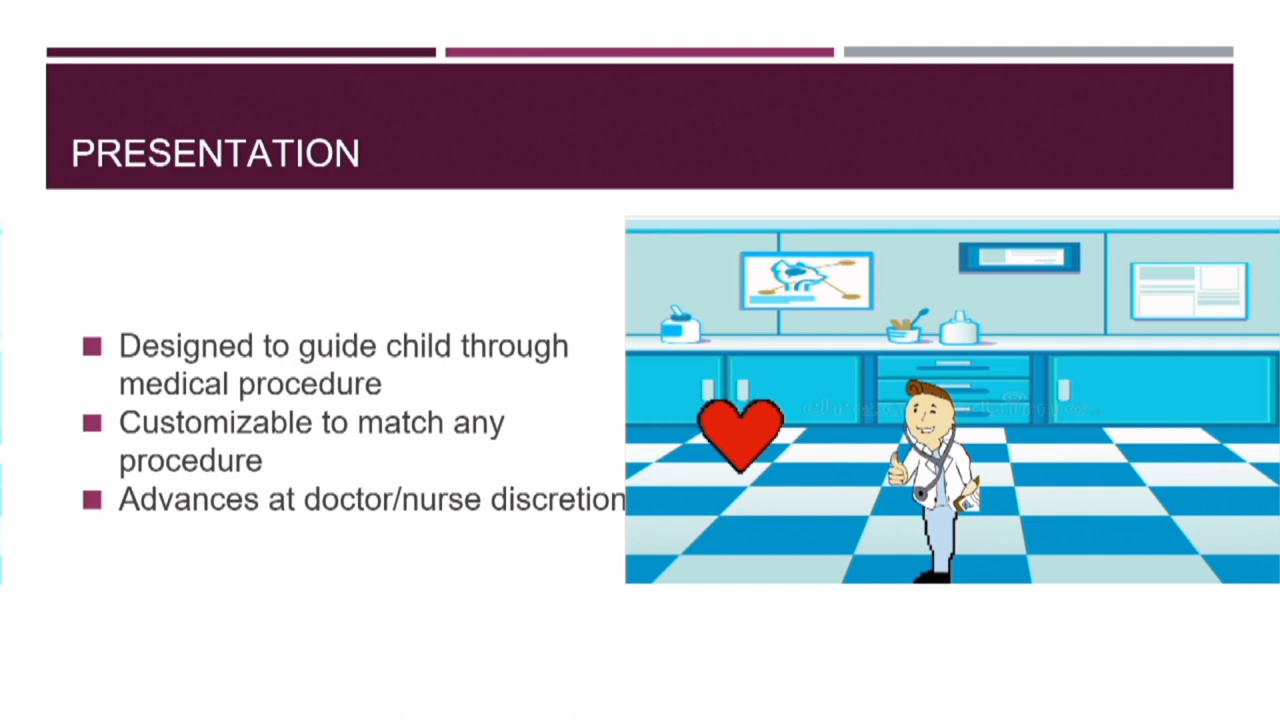 PRESENTATION
Designed to guide child through
medical procedure
Customizable to match any
procedure
Advances at doctor/nurse discretion